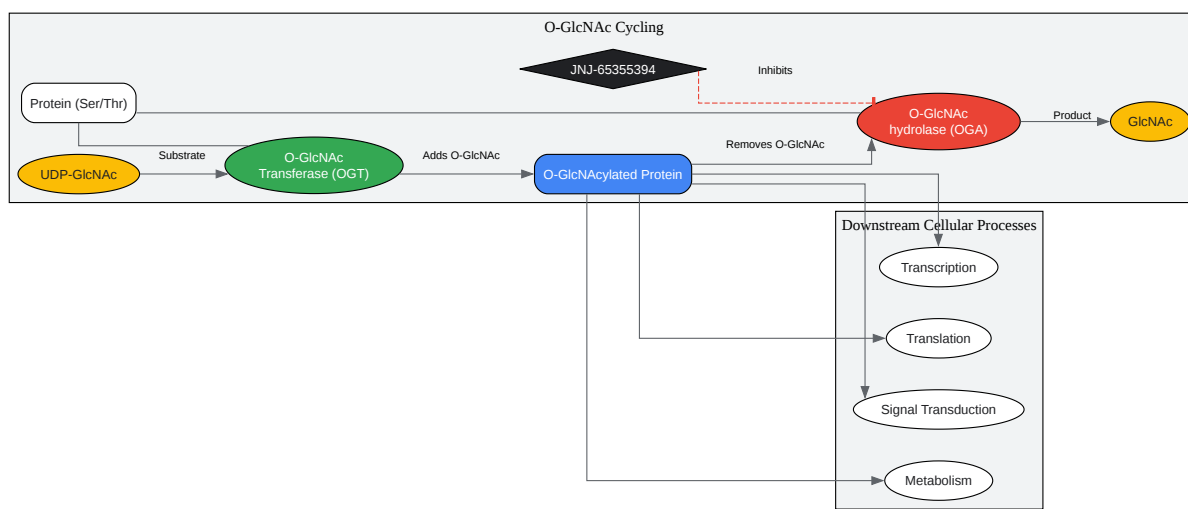 O-GlcNAc Cycling
JNJ-65355394
Inhibits
Protein (Ser/Thr)
O-GlcNAc
hydrolase (OGA)
Product
GlcNAc
Removes O-GlcNAc
Substrate
O-GlcNAc
Transferase (OGT)
Adds O-GlcNAc
UDP-GlcNAc
O-GlcNAcylated Protein
Downstream Cellular Processes
Transcription
Translation
Signal Transduction
Metabolism